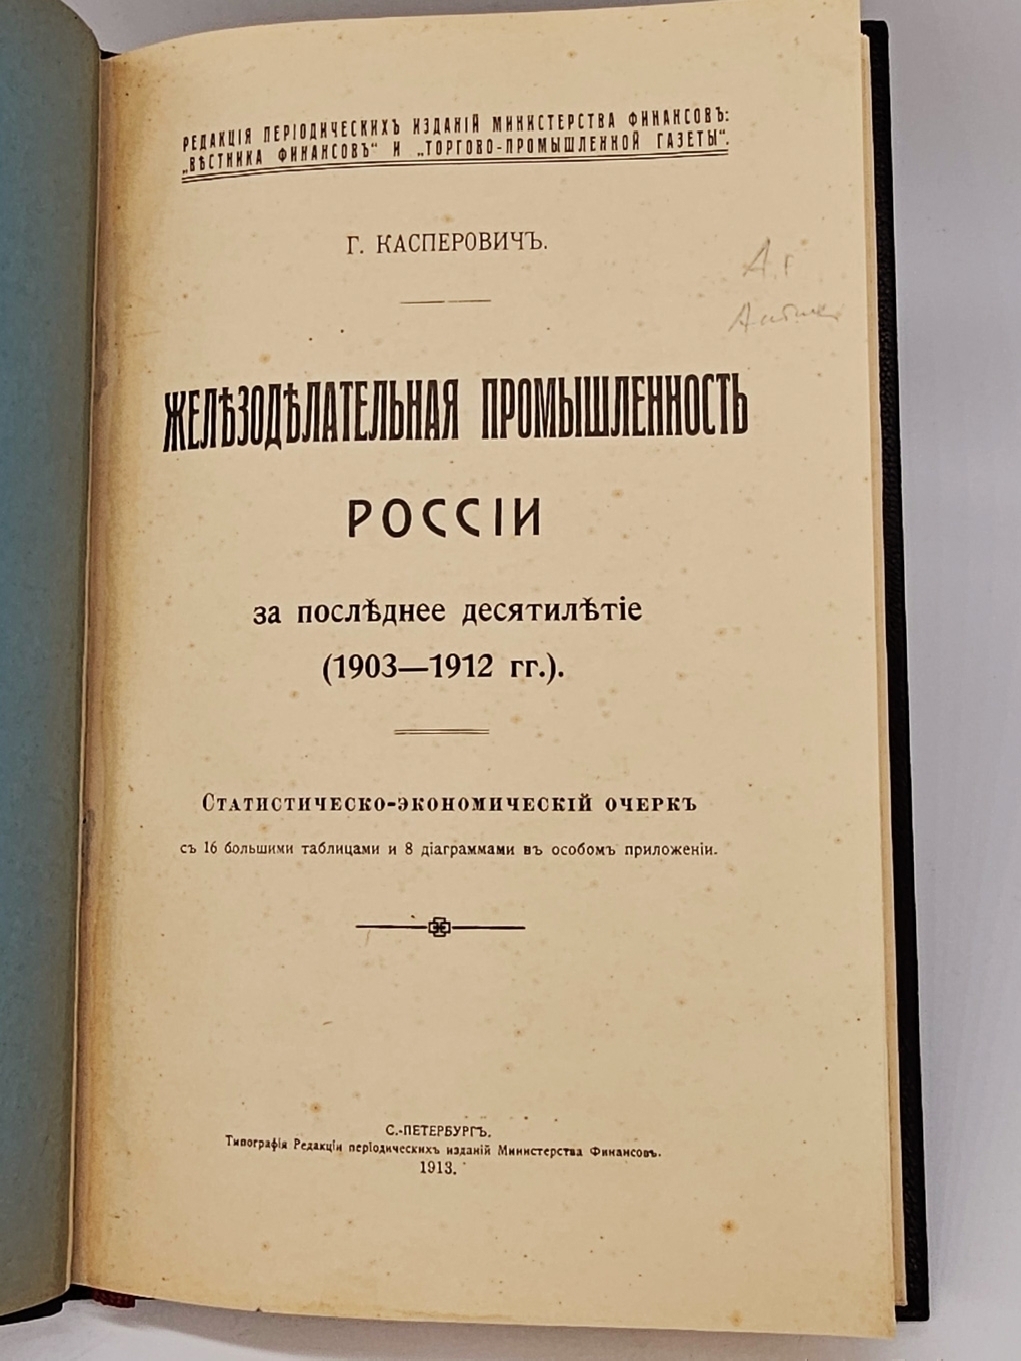 РЕДАКЦІЯ ПЕРІОДИЧЕСКИХЪ ИЗДАНІЙ МИНИСТЕРСТВА ФИНАНСОВЪ:
„ВѢСТНИКА ФИНАНСОВЪ“ И „ТОРГОВО-ПРОМЫШЛЕННОЙ ГАЗЕТЫ“.
Г. КАСПЕРОВИЧЪ.
ЖЕЛѢЗОДѢЛАТЕЛЬНАЯ ПРОМЫШЛЕННОСТЬ
РОССІИ
за послѣднее десятилѣтіе
(1903—1912 гг.).
СТАТИСТИЧЕСКО-ЭКОНОМИЧЕСКІЙ ОЧЕРКЪ
съ 16 большими таблицами и 8 діаграммами въ особомъ приложеніи.
С.-ПЕТЕРБУРГЪ.
Типографія Редакціи періодическихъ изданій Министерства Финансовъ.
1913.